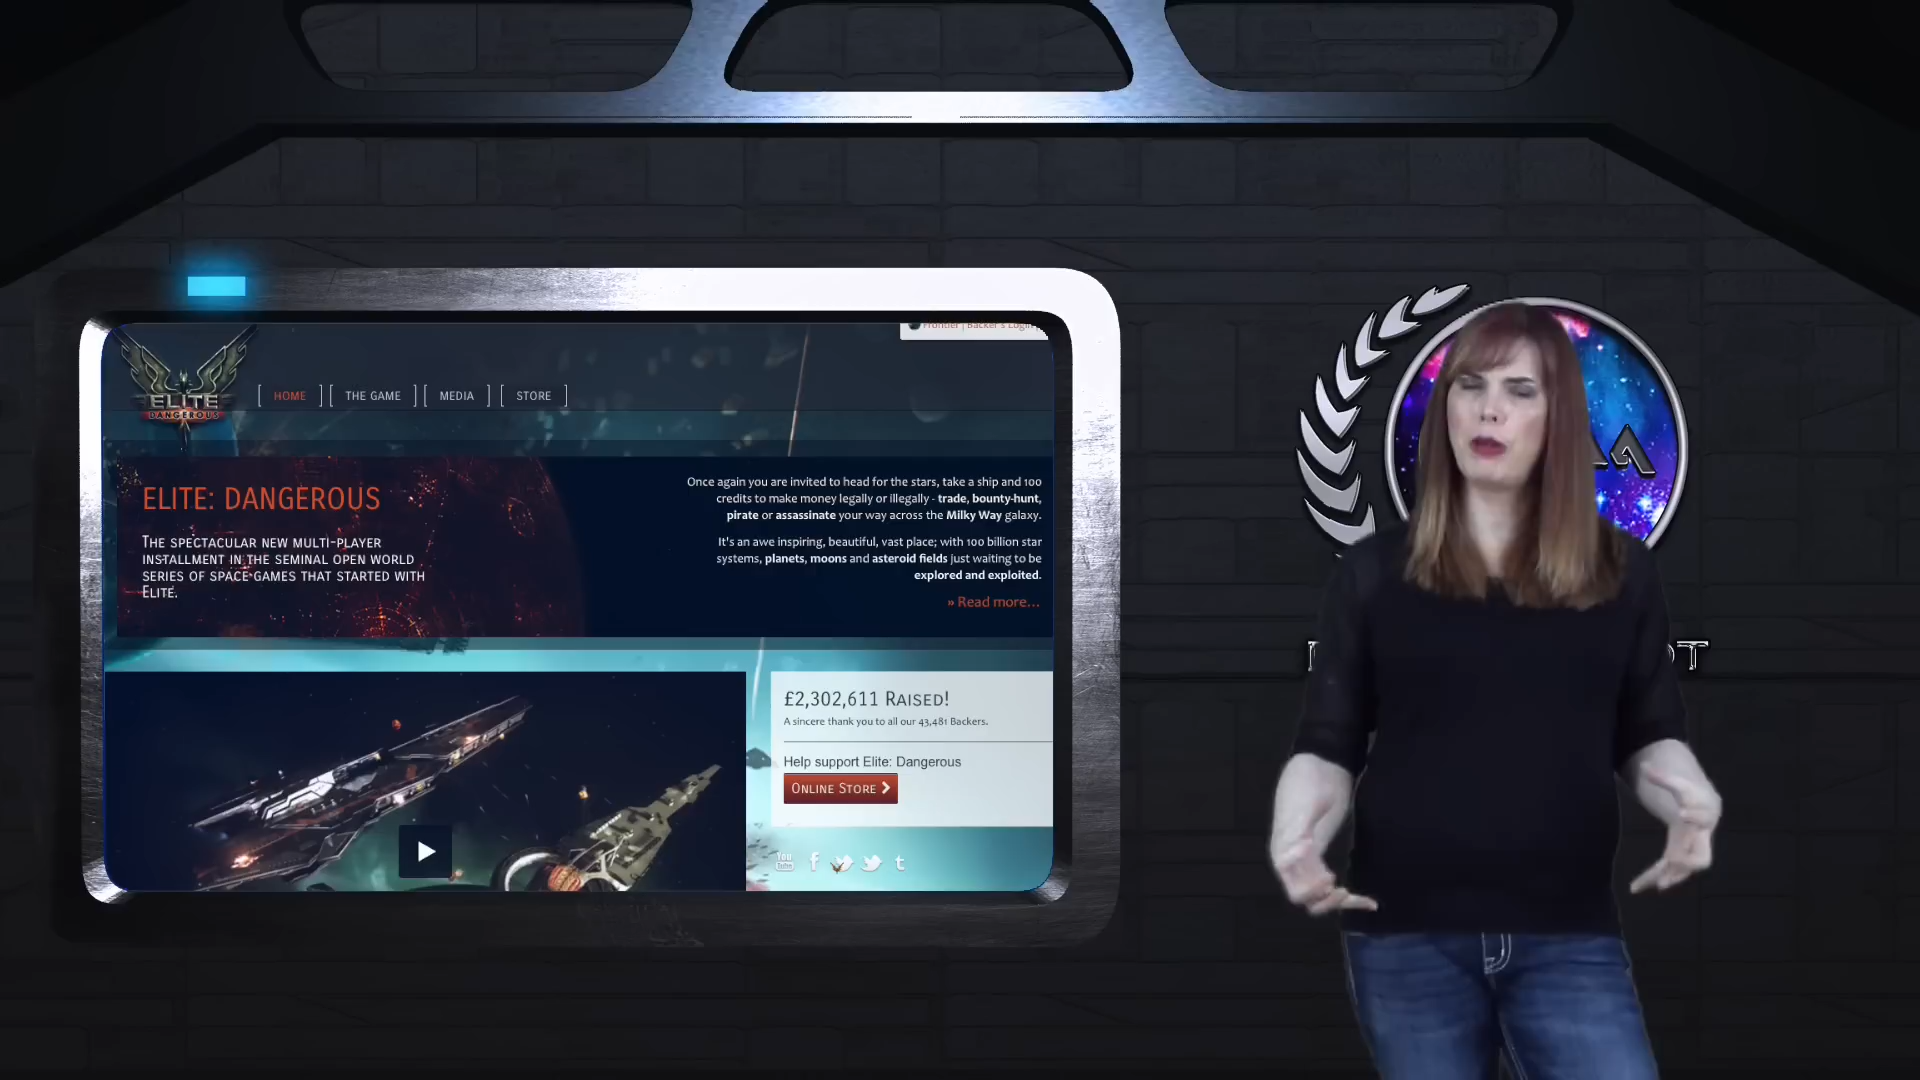 Frontier | Backer's Login
ELITE
DANGEROUS
[ HOME ] [ THE GAME ] [ MEDIA ] [ STORE ]
ELITE: DANGEROUS
THE SPECTACULAR NEW MULTI-PLAYER
INSTALLMENT IN THE SEMINAL OPEN WORLD
SERIES OF SPACE GAMES THAT STARTED WITH
ELITE.
Once again you are invited to head for the stars, take a ship and 100
credits to make money legally or illegally - trade, bounty-hunt,
pirate or assassinate your way across the Milky Way galaxy.
It's an awe inspiring, beautiful, vast place; with 100 billion star
systems, planets, moons and asteroid fields just waiting to be
explored and exploited.
» Read more...
£2,302,611 RAISED!
A sincere thank you to all our 43,481 Backers.
Help support Elite: Dangerous
ONLINE STORE
You
Tube